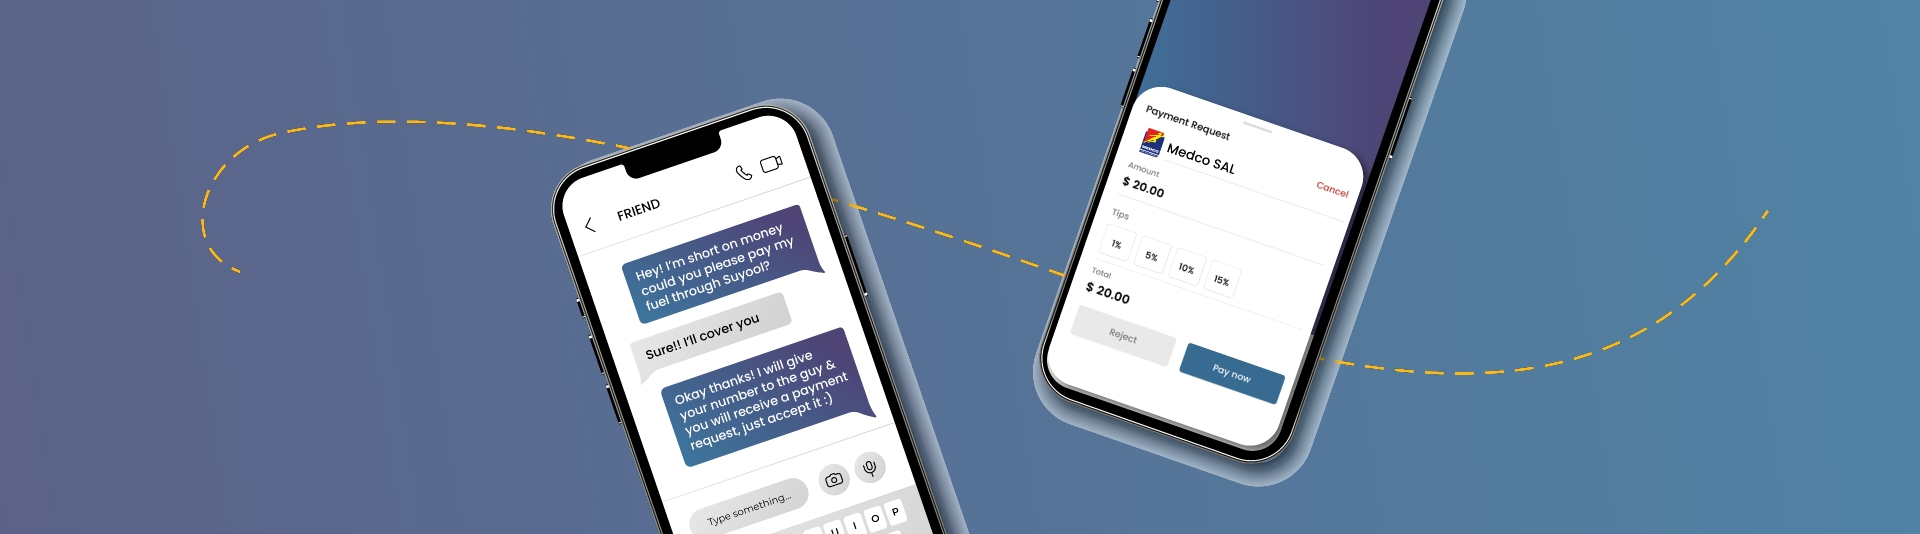 FRIEND
Hey! I'm short on money
could you please pay my
fuel through Suyool?
Sure!! I'll cover you
Okay thanks! I will give
your number to the guy &
you will receive a payment
request, just accept it :)
Type something...
U I O P
Payment Request
MEDCO
Medco SAL
Cancel
Amount
$ 20.00
Tips
1% 5% 10% 15%
Total
$ 20.00
Reject
Pay now